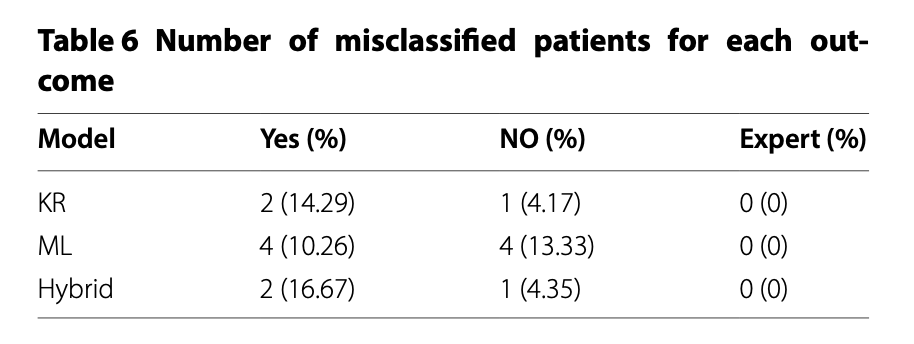 Table 6 Number of misclassified patients for each out-
come
Model Yes (%) NO (%) Expert (%)
KR 2 (14.29) 1 (4.17) 0 (0)
ML 4 (10.26) 4 (13.33) 0 (0)
Hybrid 2 (16.67) 1 (4.35) 0 (0)